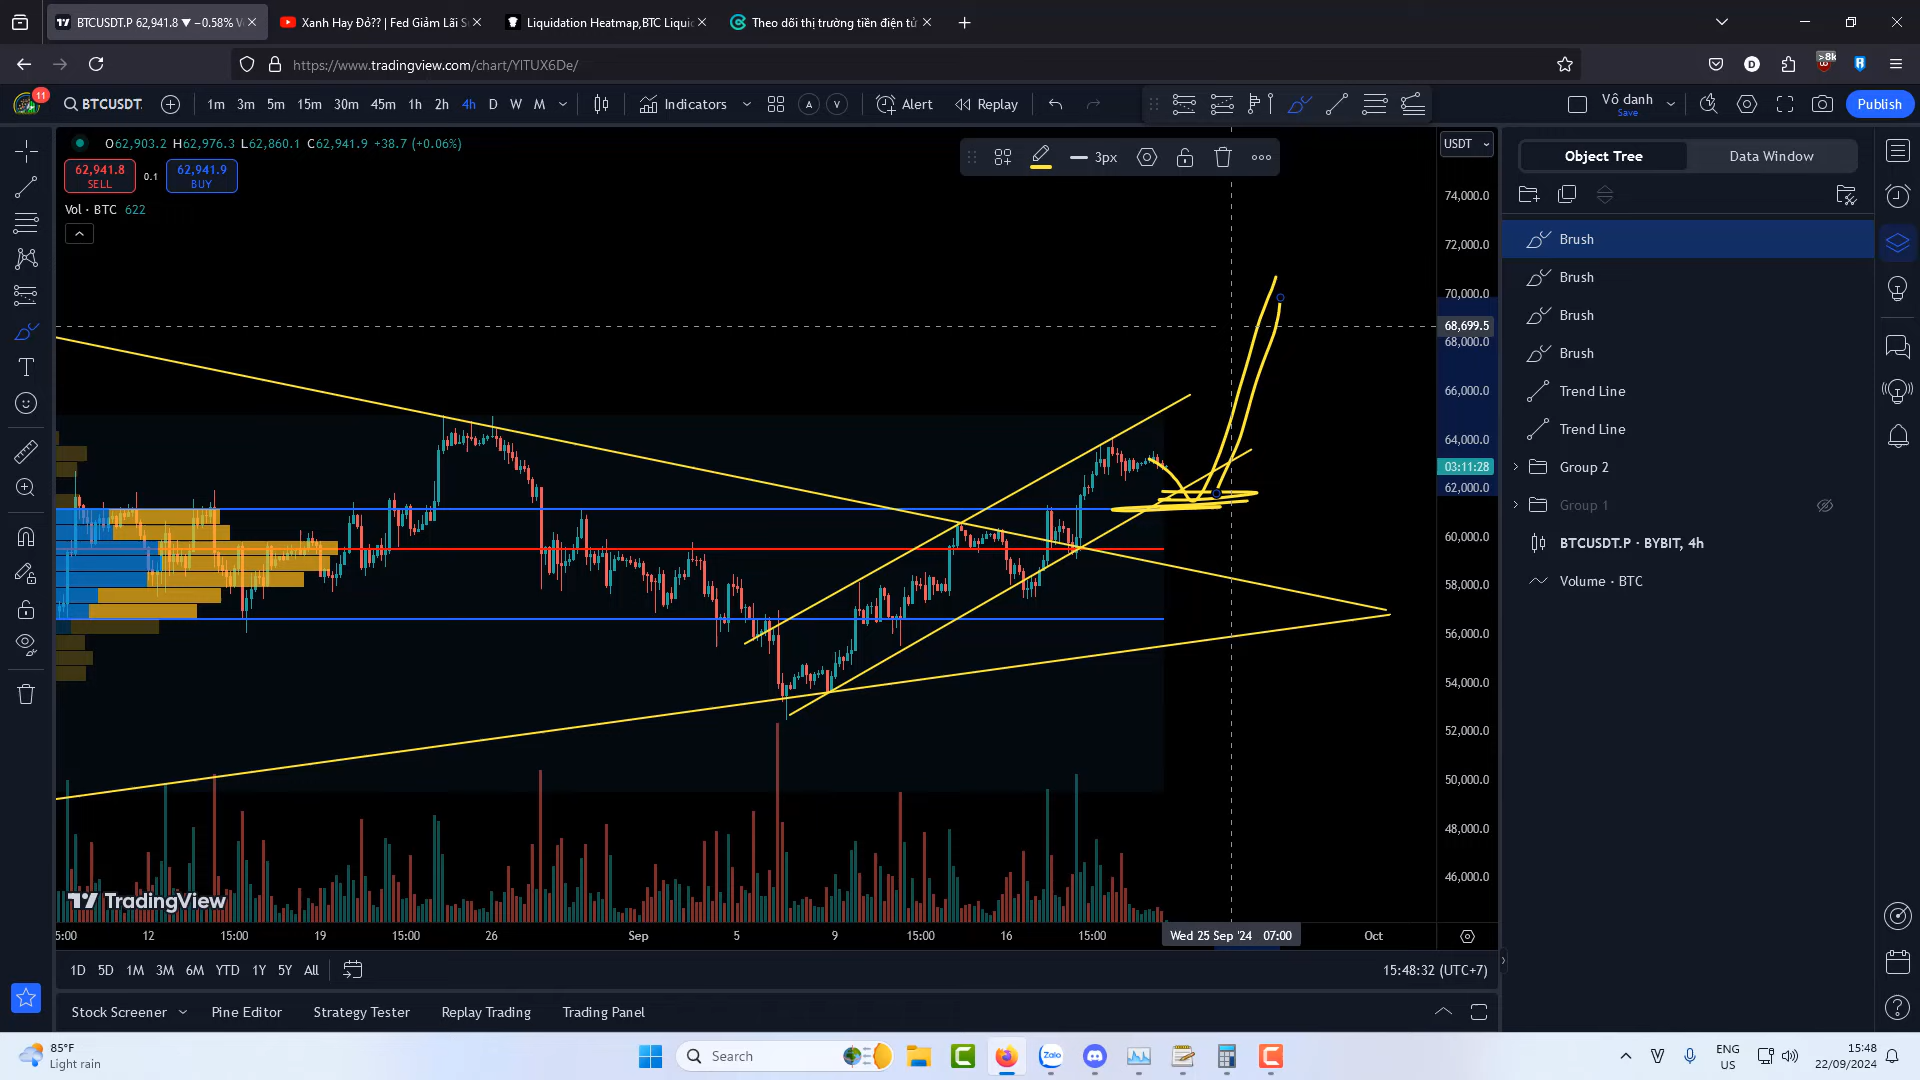 BTCUSDT.P 62,941.8 ▼ −0.58% V
Xanh Hay Đỏ?? | Fed Giảm Lãi S
Liquidation Heatmap,BTC Liqui
Theo dõi thị trường tiền điện tử
https://www.tradingview.com/chart/YlTUX6De/
>8k
11
BTCUSDT.
1m 3m 5m 15m 30m 45m 1h 2h 4h D W M
Indicators
A V
Alert
Replay
Vô danh
Save
Publish
O62,903.2 H62,976.3 L62,860.1 C62,941.9 +38.7 (+0.06%)
62,941.8
SELL
0.1
62,941.9
BUY
Vol · BTC 622
3px
USDT
74,000.0
72,000.0
70,000.0
68,699.5
68,000.0
66,000.0
64,000.0
03:11:28
62,000.0
60,000.0
58,000.0
56,000.0
54,000.0
52,000.0
50,000.0
48,000.0
46,000.0
Object Tree
Data Window
Brush
Brush
Brush
Brush
Trend Line
Trend Line
Group 2
Group 1
BTCUSDT.P · BYBIT, 4h
Volume · BTC
TradingView
5:00 12 15:00 19 15:00 26 Sep 5 9 15:00 16 15:00 Wed 25 Sep '24 07:00 Oct
1D 5D 1M 3M 6M YTD 1Y 5Y All
15:48:32 (UTC+7)
Stock Screener
Pine Editor
Strategy Tester
Replay Trading
Trading Panel
85°F
Light rain
Search
Zalo
ENG
US
15:48
22/09/2024